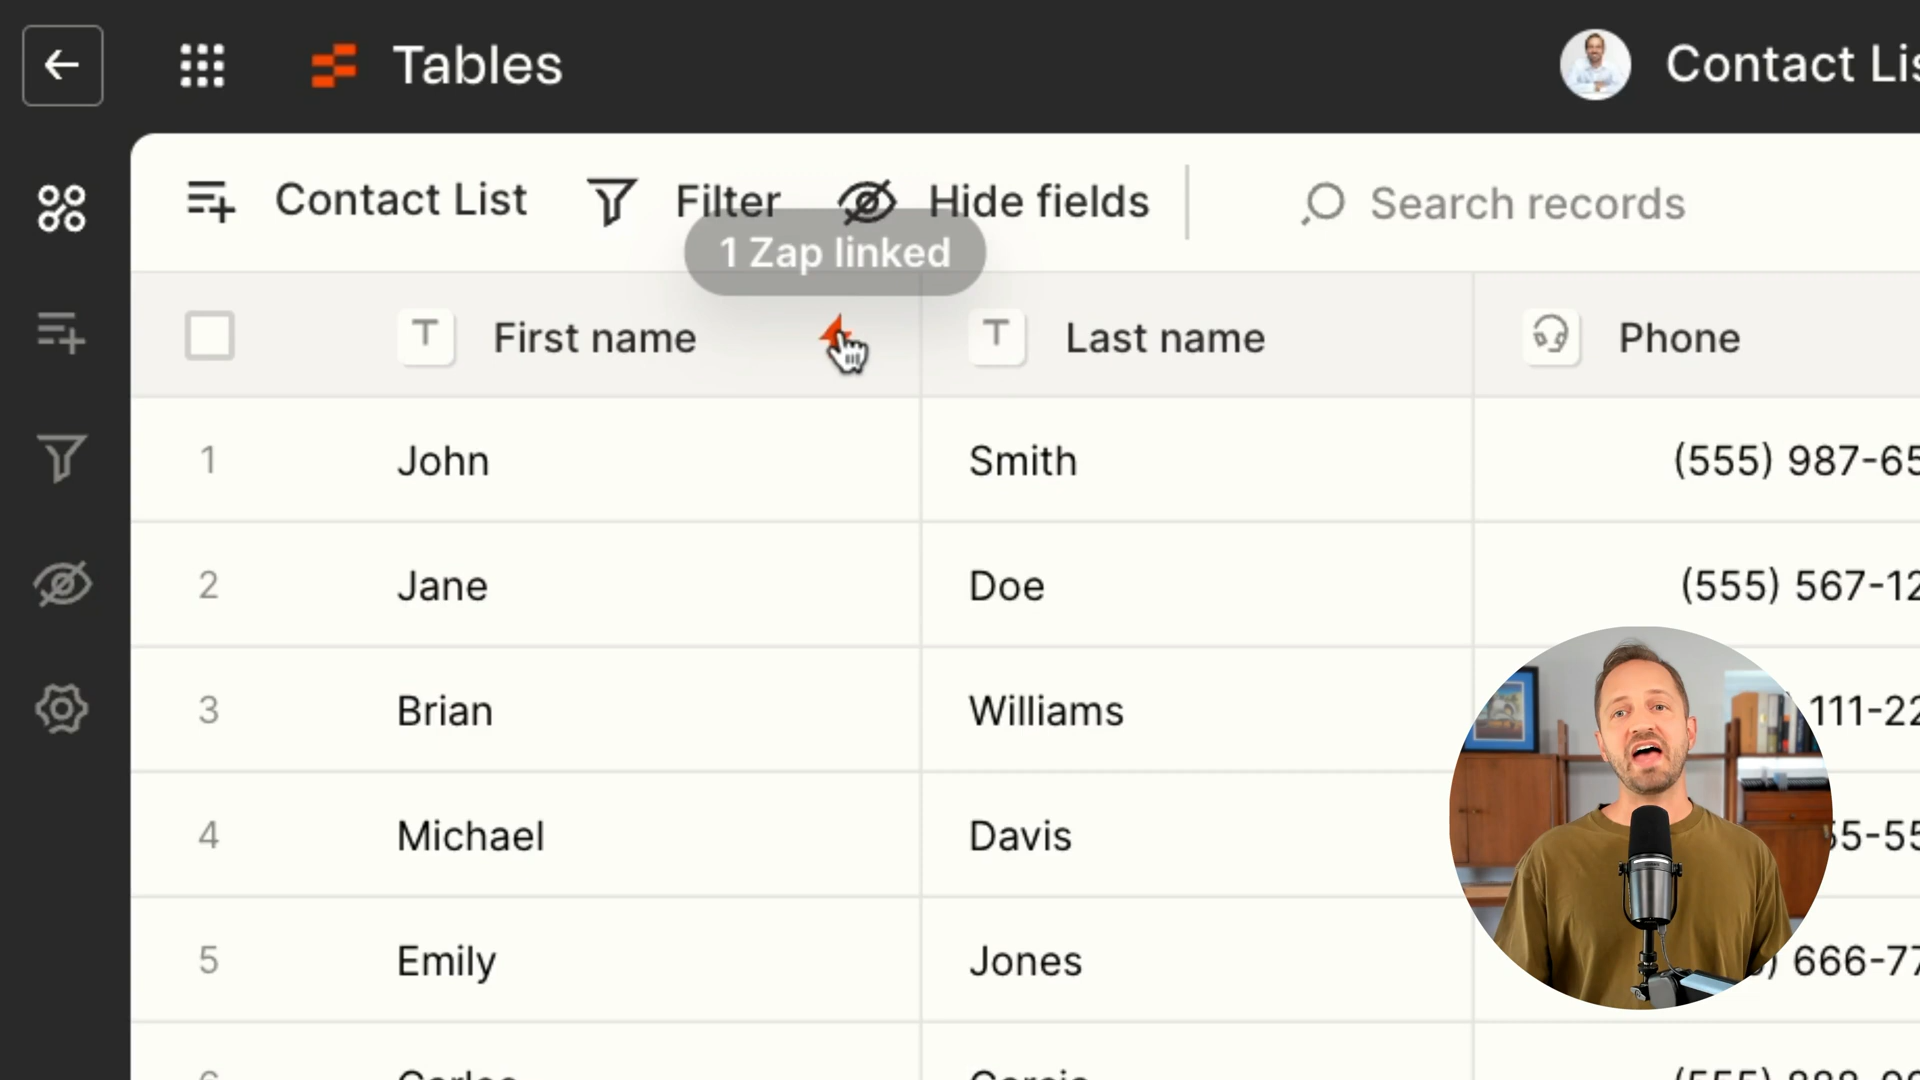 Tables
Contact Lis
Contact List Filter Hide fields Search records
1 Zap linked
T First name T Last name Phone
1 John Smith (555) 987-65
2 Jane Doe (555) 567-12
3 Brian Williams 111-22
4 Michael Davis 55-55
5 Emily Jones ) 666-77